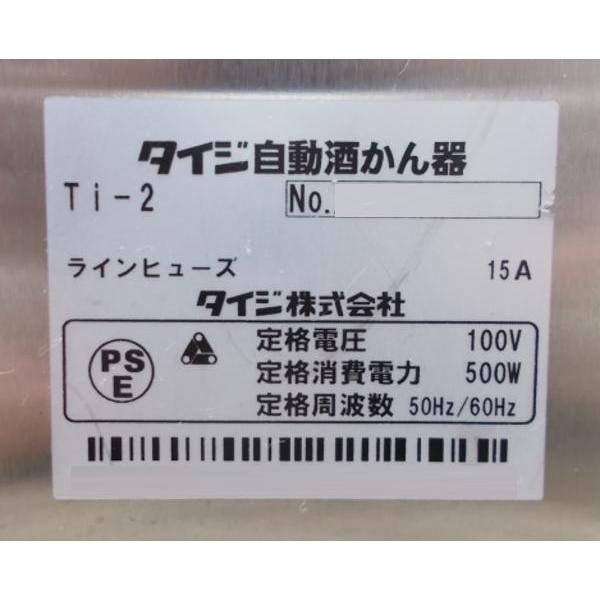 タイジ自動酒かん器
Ti-2 No.
ラインヒューズ 15A
タイジ株式会社
PS
E
定格電圧 100V
定格消費電力 500W
定格周波数 50Hz/60Hz